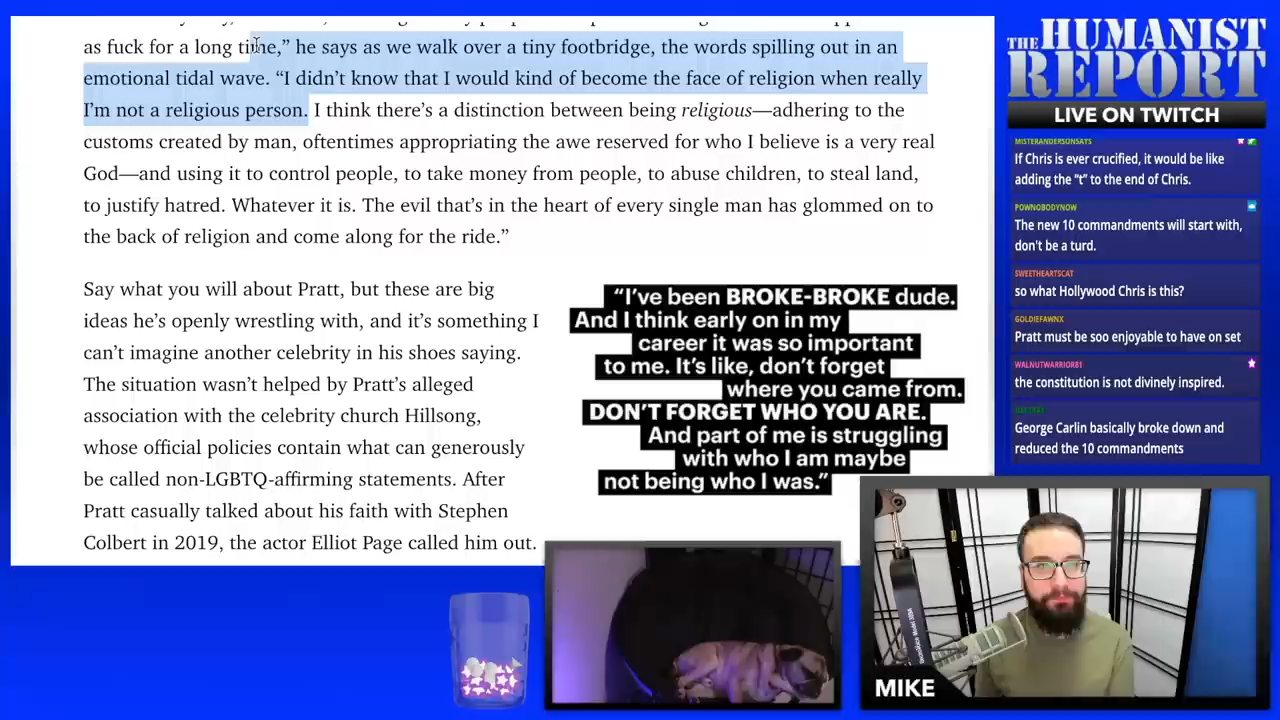 as fuck for a long time,” he says as we walk over a tiny footbridge, the words spilling out in an
emotional tidal wave. “I didn’t know that I would kind of become the face of religion when really
I’m not a religious person. I think there’s a distinction between being religious—adhering to the
customs created by man, oftentimes appropriating the awe reserved for who I believe is a very real
God—and using it to control people, to take money from people, to abuse children, to steal land,
to justify hatred. Whatever it is. The evil that’s in the heart of every single man has glommed on to
the back of religion and come along for the ride.”
Say what you will about Pratt, but these are big
ideas he’s openly wrestling with, and it’s something I
can’t imagine another celebrity in his shoes saying.
The situation wasn’t helped by Pratt’s alleged
association with the celebrity church Hillsong,
whose official policies contain what can generously
be called non-LGBTQ-affirming statements. After
Pratt casually talked about his faith with Stephen
Colbert in 2019, the actor Elliot Page called him out.
“I’ve been BROKE-BROKE dude.
And I think early on in my
career it was so important
to me. It’s like, don’t forget
where you came from.
DON’T FORGET WHO YOU ARE.
And part of me is struggling
with who I am maybe
not being who I was.”
THE HUMANIST
REPORT
LIVE ON TWITCH
MISTERANDERSONSAYS
If Chris is ever crucified, it would be like
adding the “t” to the end of Chris.
POWNOBODYNOW
The new 10 commandments will start with,
don't be a turd.
SWEETHEARTSCAT
so what Hollywood Chris is this?
GOLDIEFAWNX
Pratt must be soo enjoyable to have on set
WALNUTWARRIOR81
the constitution is not divinely inspired.
George Carlin basically broke down and
reduced the 10 commandments
MIKE